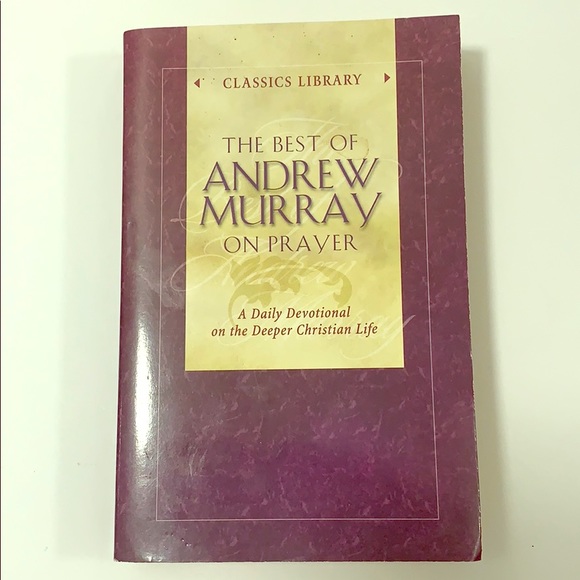 CLASSICS LIBRARY
THE BEST OF
ANDREW
MURRAY
ON PRAYER
A Daily Devotional
on the Deeper Christian Life